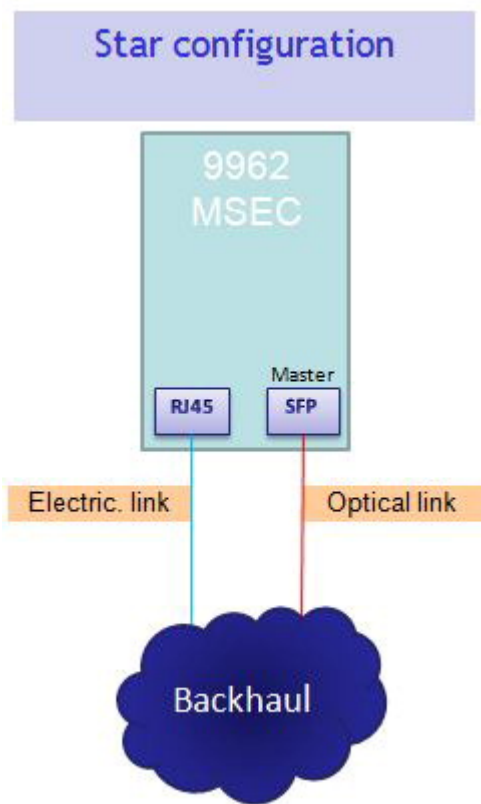 Star configuration
9962
MSEC
Master
RJ45
SFP
Electric. link
Optical link
Backhaul